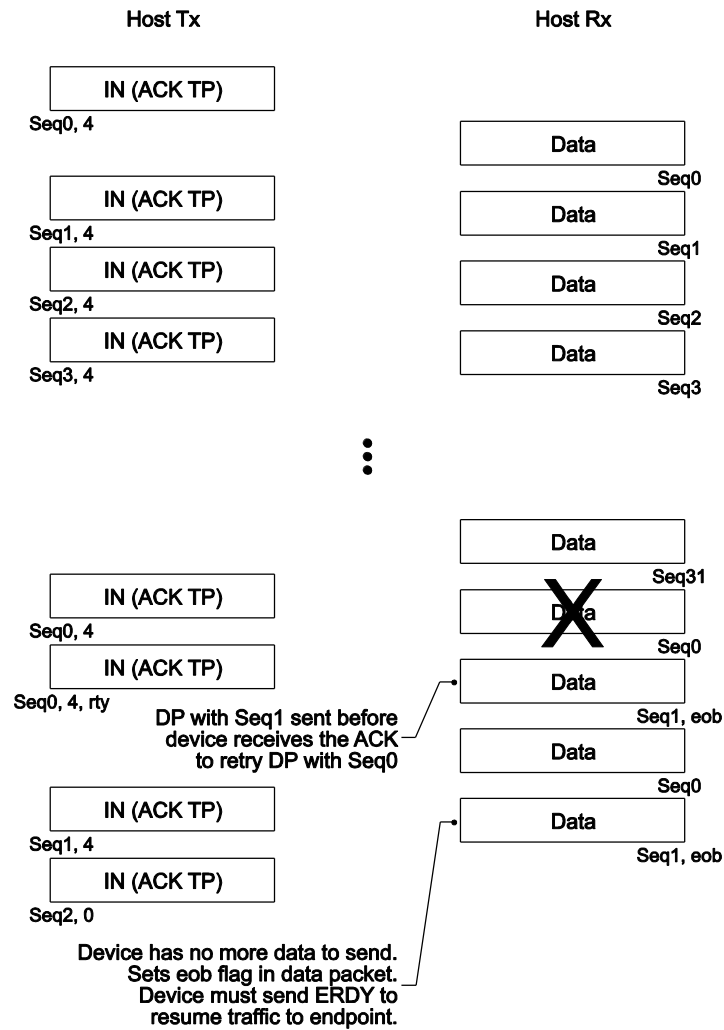 Host Tx
Host Rx
IN (ACK TP)
Seq0, 4
Data
Seq0
IN (ACK TP)
Seq1, 4
Data
Seq1
IN (ACK TP)
Seq2, 4
Data
Seq2
IN (ACK TP)
Seq3, 4
Data
Seq3
Data
Seq31
IN (ACK TP)
Seq0, 4
Data
Seq0
IN (ACK TP)
Seq0, 4, rty
Data
Seq1, eob
DP with Seq1 sent before
device receives the ACK
to retry DP with Seq0
Data
Seq0
IN (ACK TP)
Seq1, 4
Data
Seq1, eob
IN (ACK TP)
Seq2, 0
Device has no more data to send.
Sets eob flag in data packet.
Device must send ERDY to
resume traffic to endpoint.